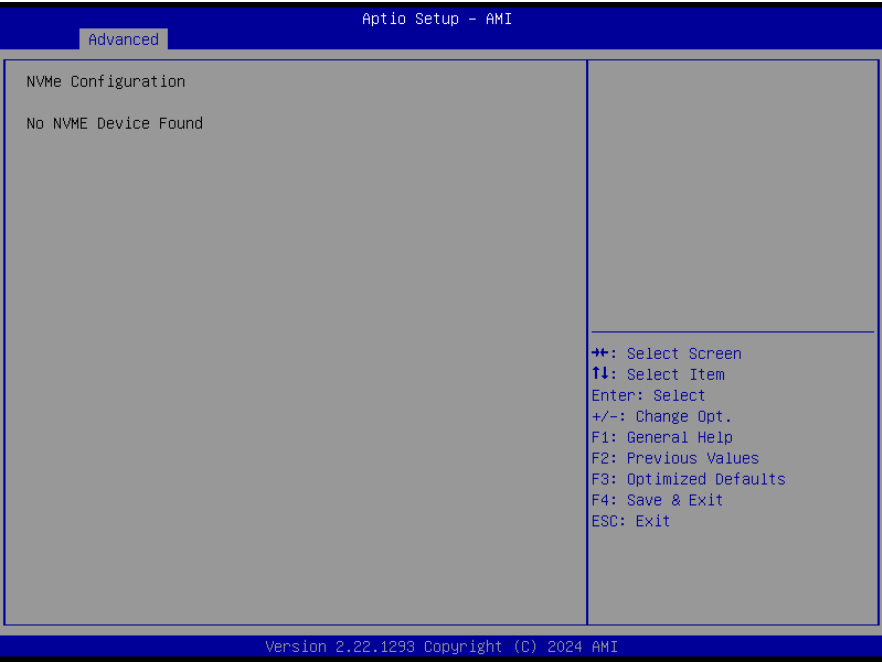 Aptio Setup - AMI
Advanced
NVMe Configuration
No NVME Device Found
→←: Select Screen
↑↓: Select Item
Enter: Select
+/-: Change Opt.
F1: General Help
F2: Previous Values
F3: Optimized Defaults
F4: Save & Exit
ESC: Exit
Version 2.22.1293 Copyright (C) 2024 AMI